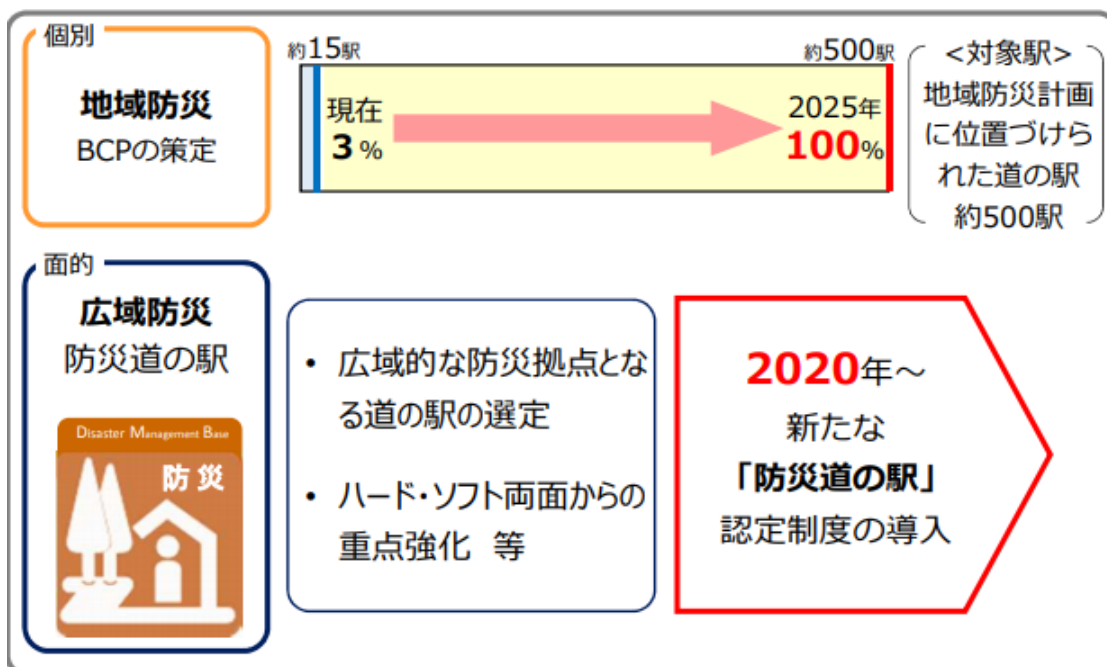 個別
地域防災
BCPの策定
約15駅
約500駅
現在
3%
2025年
100%
<対象駅>
地域防災計画
に位置づけら
れた道の駅
約500駅
面的
広域防災
防災道の駅
Disaster Management Base
防災
• 広域的な防災拠点とな
る道の駅の選定
• ハード・ソフト両面からの
重点強化 等
2020年～
新たな
「防災道の駅」
認定制度の導入